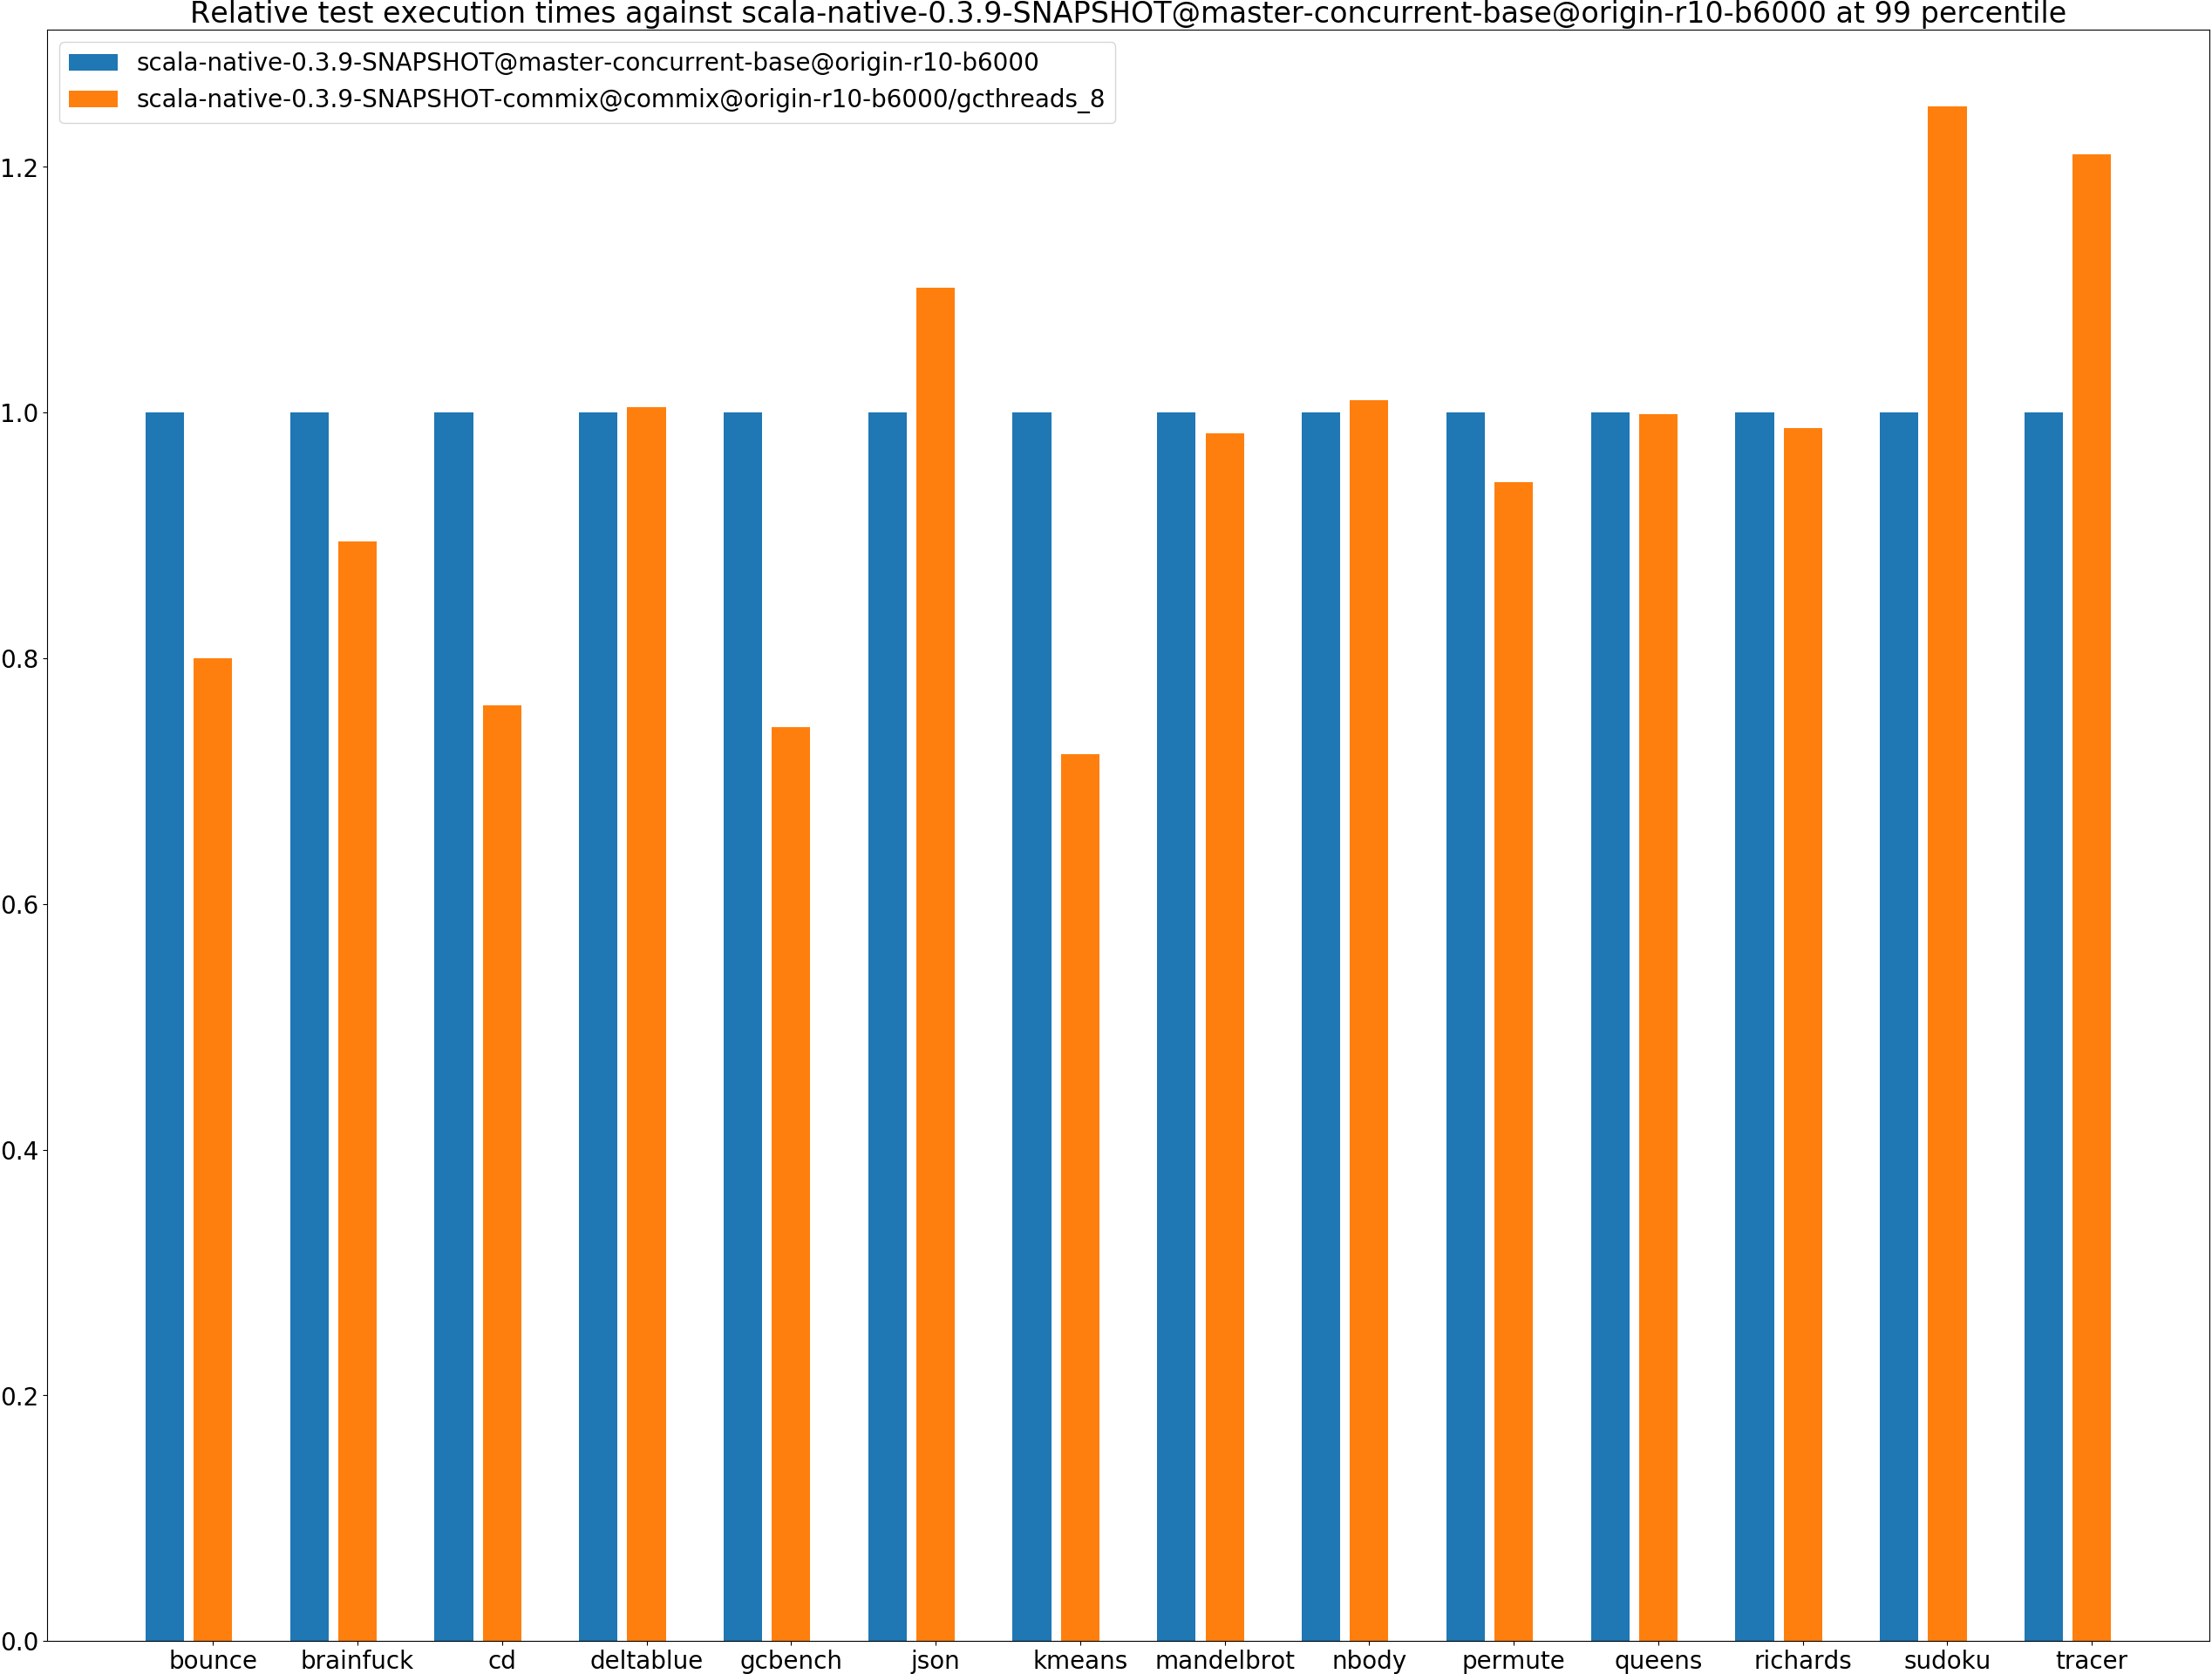 Relative test execution times against scala-native-0.3.9-SNAPSHOT@master-concurrent-base@origin-r10-b6000 at 99 percentile
scala-native-0.3.9-SNAPSHOT@master-concurrent-base@origin-r10-b6000
scala-native-0.3.9-SNAPSHOT-commix@commix@origin-r10-b6000/gcthreads_8
1.2
1.0
0.8
0.6
0.4
0.2
0.0
bounce brainfuck cd deltablue gcbench json kmeans mandelbrot nbody permute queens richards sudoku tracer